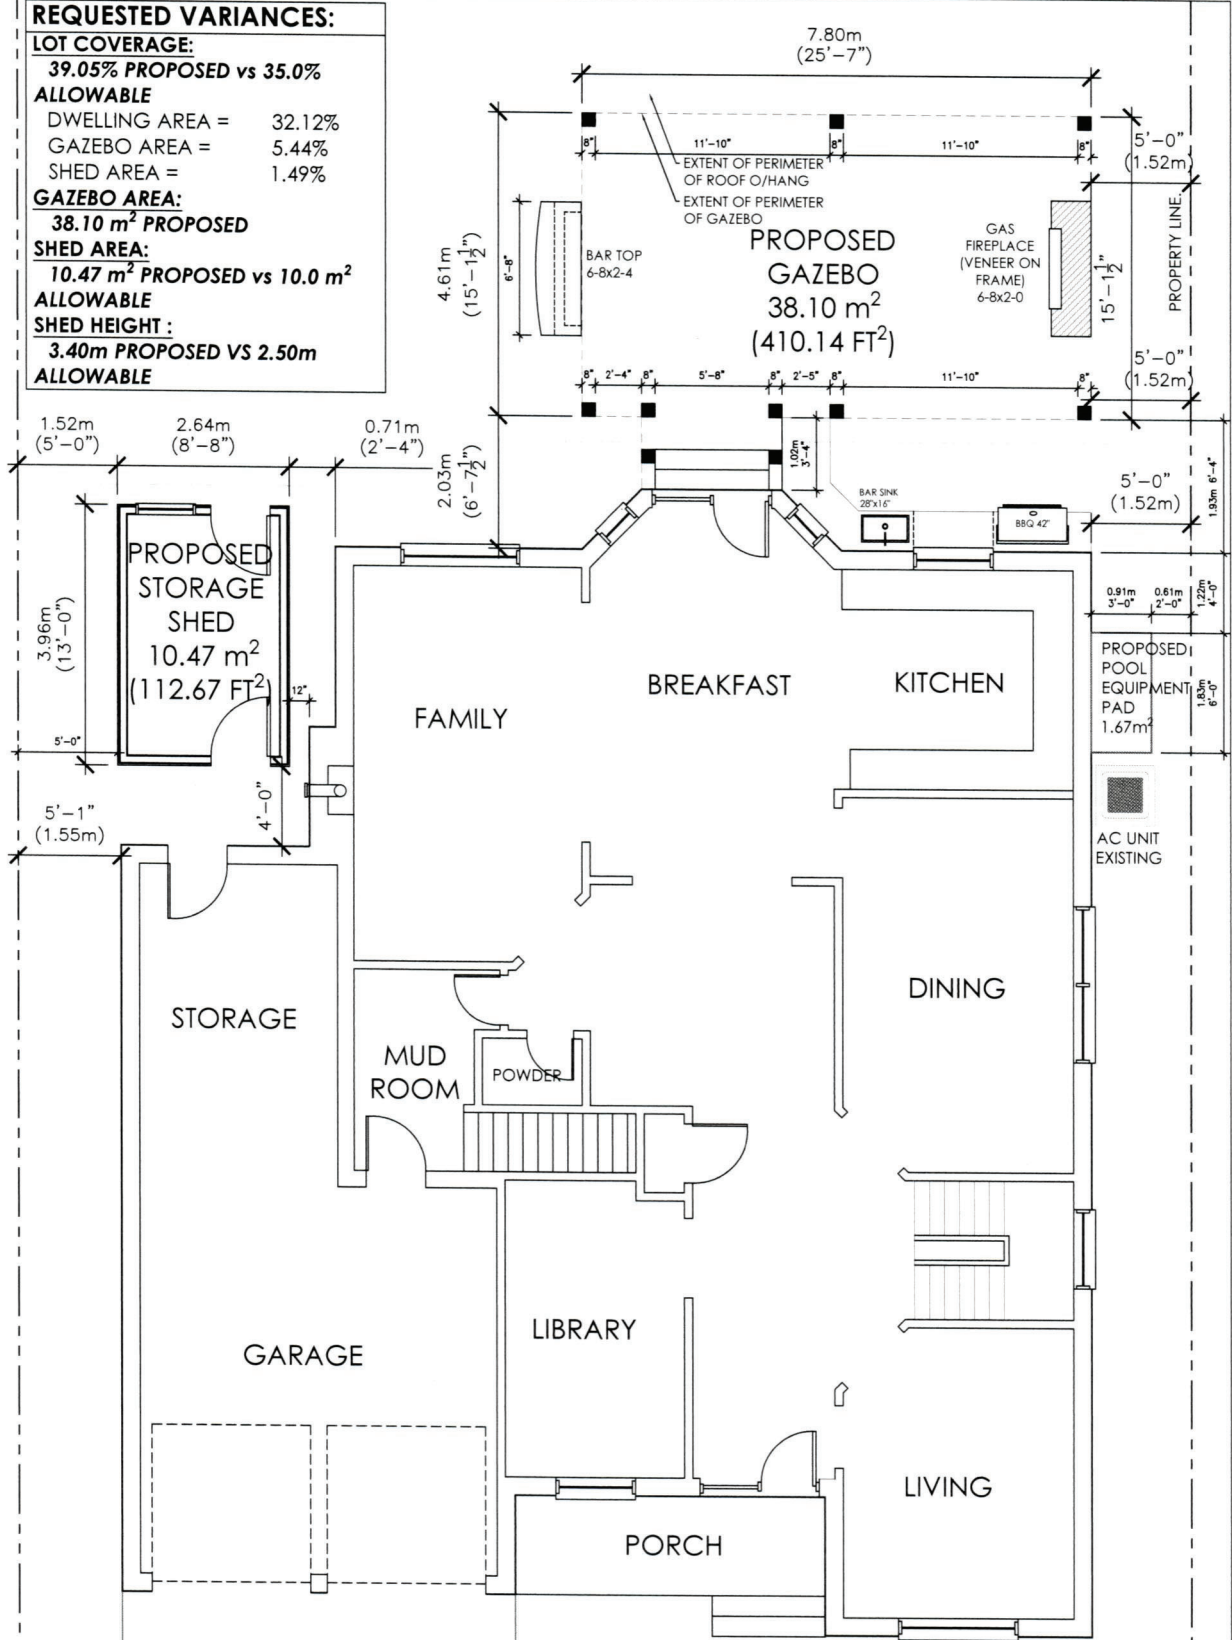 REQUESTED VARIANCES:
LOT COVERAGE:
39.05% PROPOSED vs 35.0%
ALLOWABLE
DWELLING AREA = 32.12%
GAZEBO AREA = 5.44%
SHED AREA = 1.49%
GAZEBO AREA:
38.10 m² PROPOSED
SHED AREA:
10.47 m² PROPOSED vs 10.0 m²
ALLOWABLE
SHED HEIGHT :
3.40m PROPOSED VS 2.50m
ALLOWABLE
7.80m
(25'-7")
8"
11'-10"
8"
11'-10"
8"
5'-0"
(1.52m)
EXTENT OF PERIMETER
OF ROOF O/HANG
EXTENT OF PERIMETER
OF GAZEBO
4.61m
(15'-1½")
6'-8"
BAR TOP
6-8x2-4
PROPOSED
GAZEBO
38.10 m²
(410.14 FT²)
GAS
FIREPLACE
(VENEER ON
FRAME)
6-8x2-0
15'-1½"
PROPERTY LINE
5'-0"
(1.52m)
8"
2'-4"
8"
5'-8"
8"
2'-5"
8"
11'-10"
8"
1.52m
(5'-0")
2.64m
(8'-8")
0.71m
(2'-4")
2.03m
(6'-7½")
1.02m
3'-4"
BAR SINK
28"x16"
BBQ 42"
5'-0"
(1.52m)
1.93m 6'-4"
PROPOSED
STORAGE
SHED
10.47 m²
(112.67 FT²)
3.96m
(13'-0")
12"
5'-0"
0.91m
3'-0"
0.61m
2'-0"
1.22m
4'-0"
PROPOSED
POOL
EQUIPMENT
PAD
1.67m²
1.83m
6'-0"
FAMILY
BREAKFAST
KITCHEN
5'-1"
(1.55m)
4'-0"
AC UNIT
EXISTING
STORAGE
DINING
MUD
ROOM
POWDER
LIBRARY
GARAGE
LIVING
PORCH